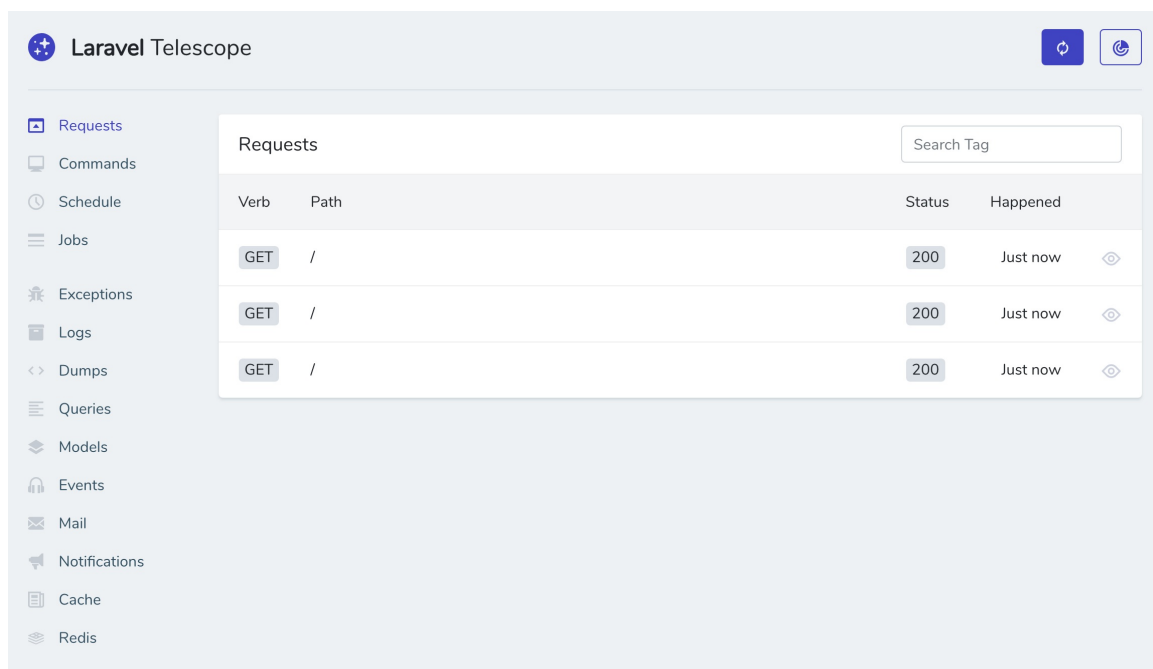 Laravel Telescope
Requests
Commands
Schedule
Jobs
Exceptions
Logs
Dumps
Queries
Models
Events
Mail
Notifications
Cache
Redis
Requests Search Tag
Verb Path Status Happened
GET / 200 Just now
GET / 200 Just now
GET / 200 Just now